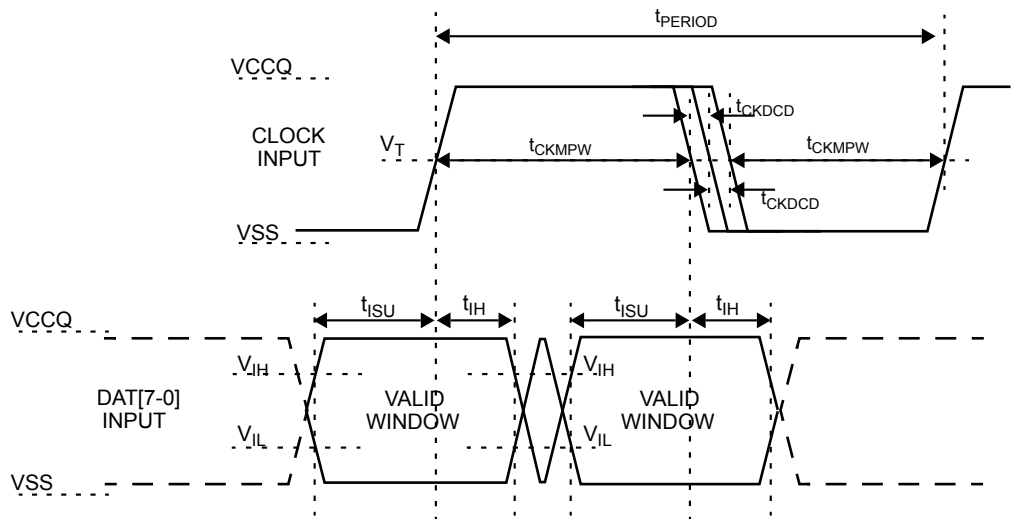 tPERIOD
VCCQ
tCKDCD
CLOCK
INPUT
VT
tCKMPW
tCKMPW
tCKDCD
VSS
tISU
tIH
tISU
tIH
VCCQ
VIH
VIH
DAT[7-0]
INPUT
VALID
WINDOW
VALID
WINDOW
VIL
VIL
VSS